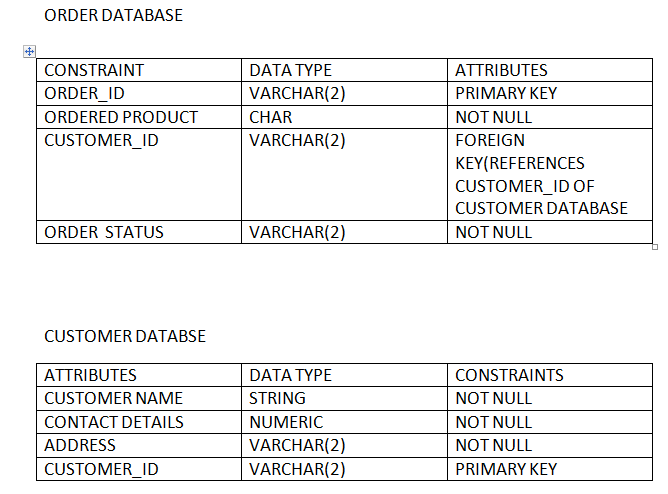 ORDER DATABASE
CONSTRAINT DATA TYPE ATTRIBUTES
ORDER_ID VARCHAR(2) PRIMARY KEY
ORDERED PRODUCT CHAR NOT NULL
CUSTOMER_ID VARCHAR(2) FOREIGN
KEY(REFERENCES
CUSTOMER_ID OF
CUSTOMER DATABASE
ORDER STATUS VARCHAR(2) NOT NULL
CUSTOMER DATABSE
ATTRIBUTES DATA TYPE CONSTRAINTS
CUSTOMER NAME STRING NOT NULL
CONTACT DETAILS NUMERIC NOT NULL
ADDRESS VARCHAR(2) NOT NULL
CUSTOMER_ID VARCHAR(2) PRIMARY KEY